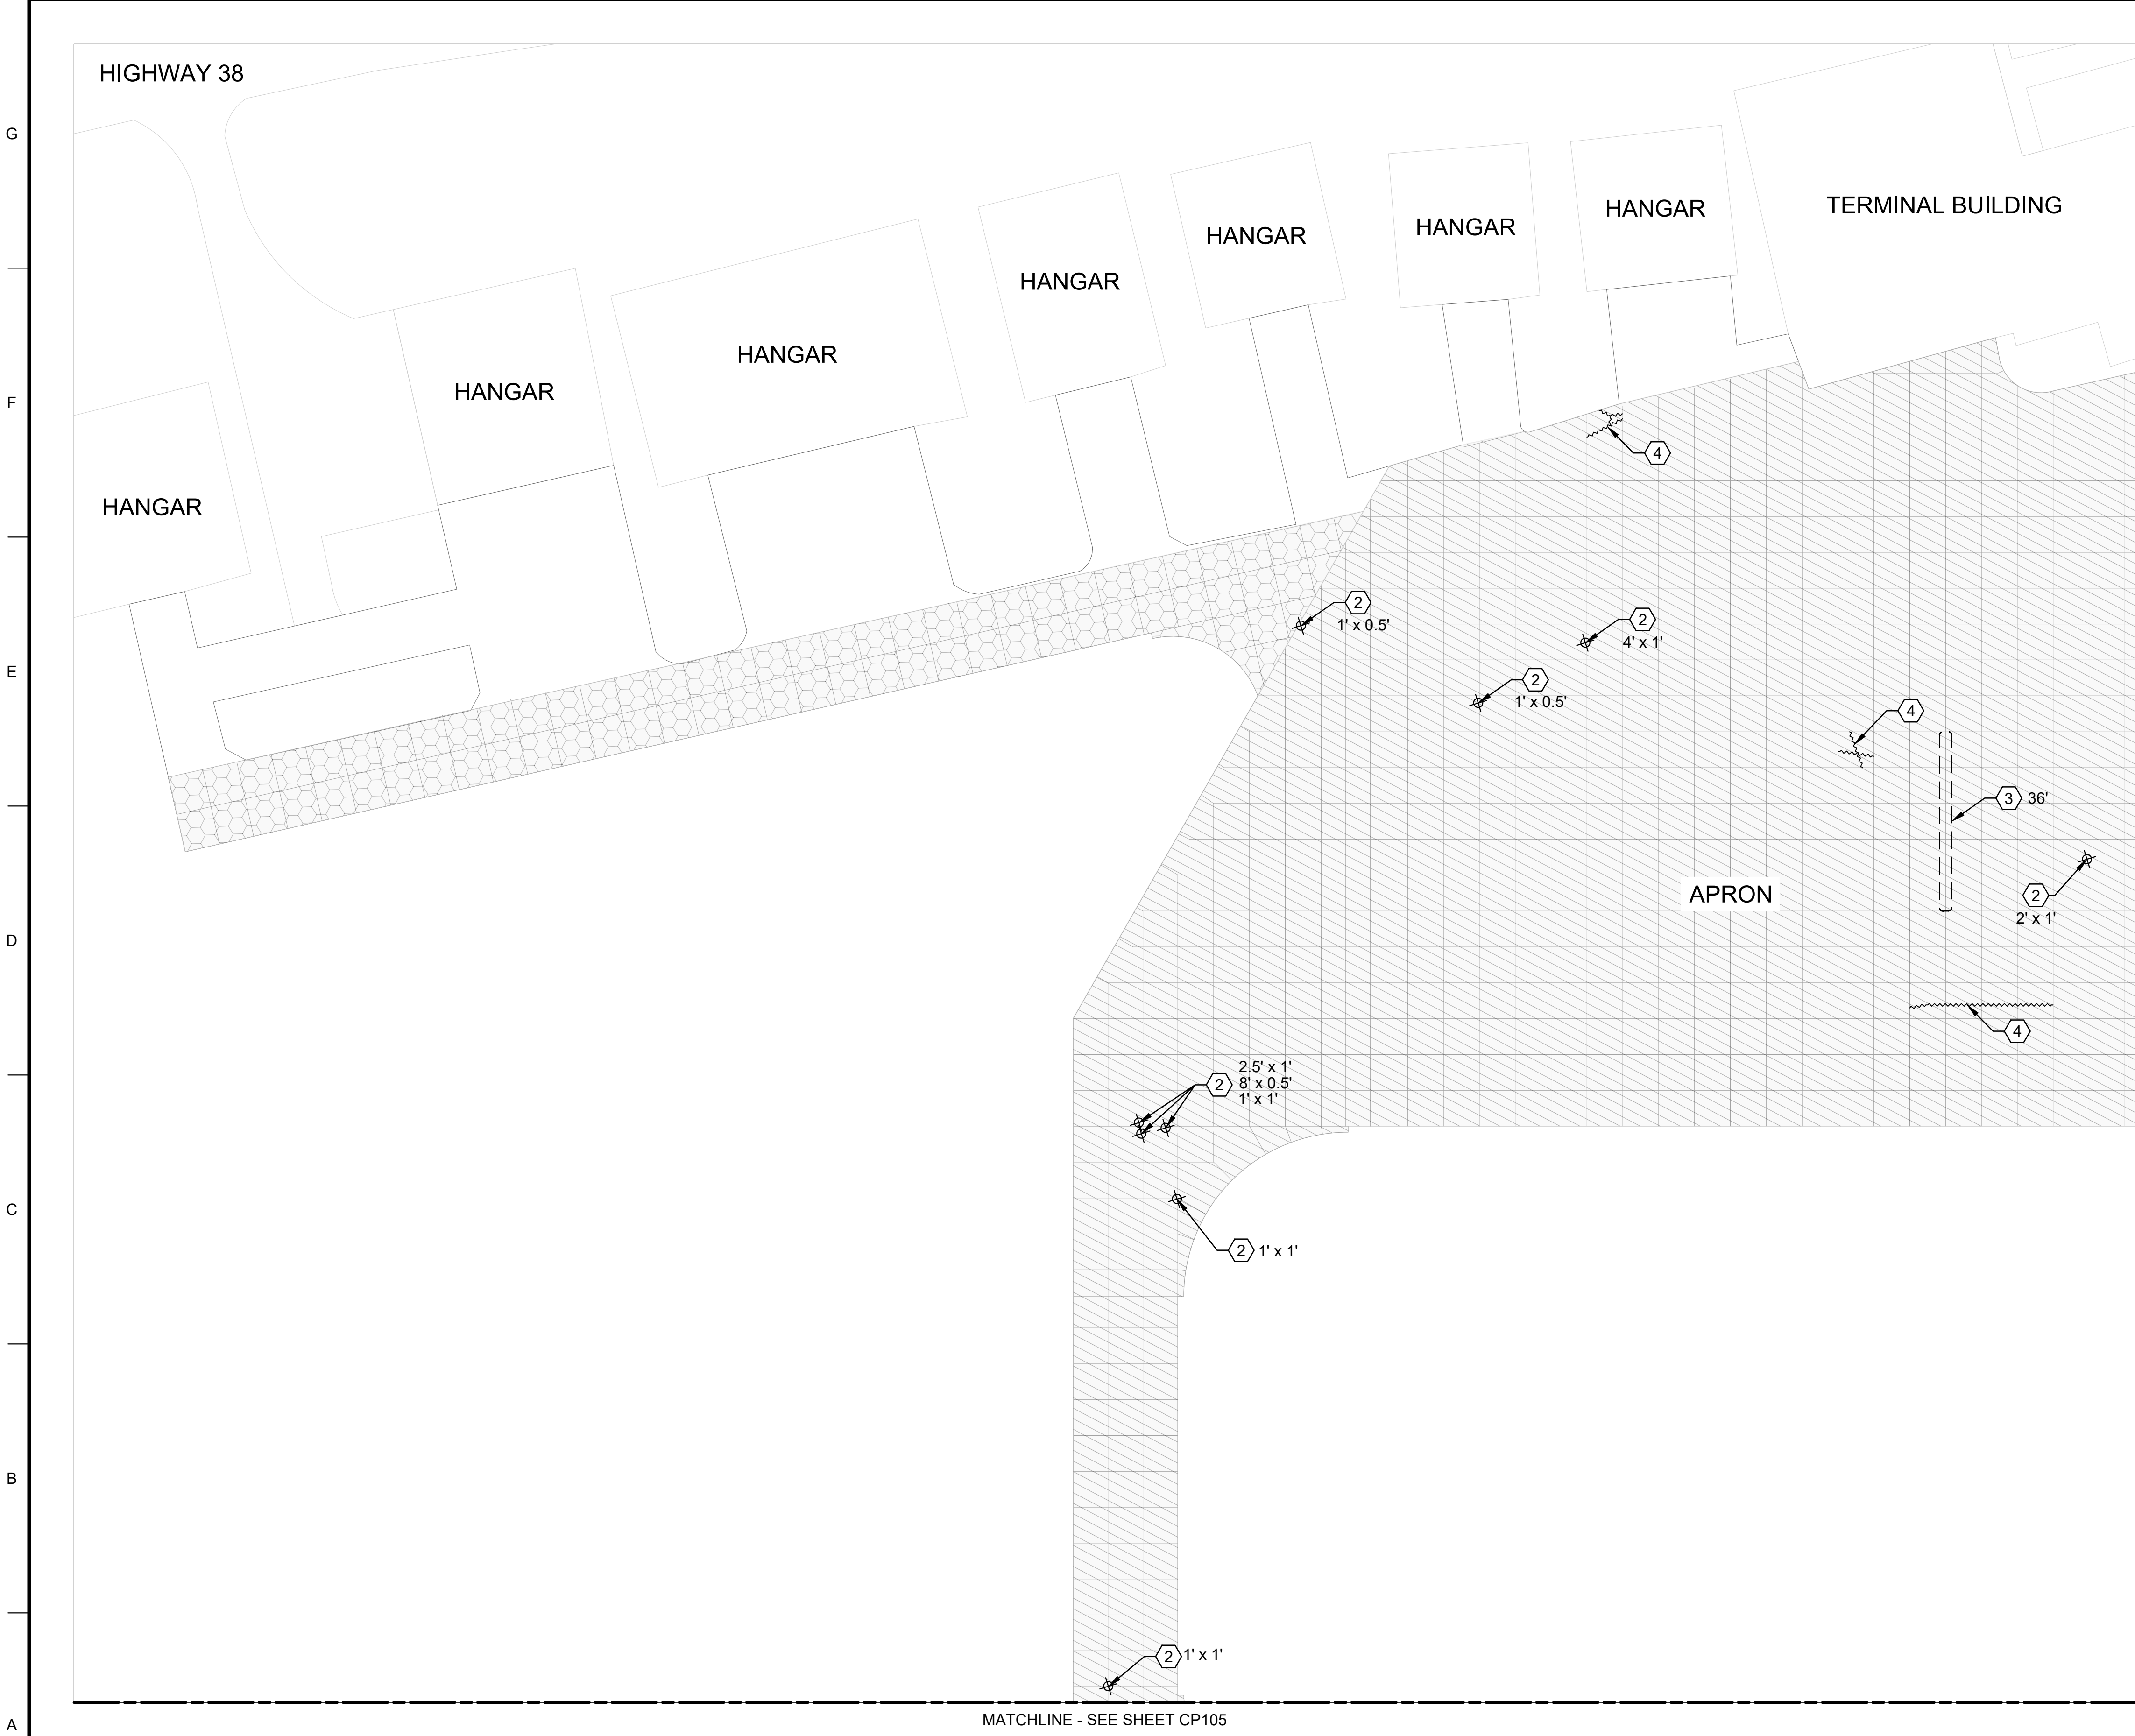 HIGHWAY 38
G
HANGAR
TERMINAL BUILDING
HANGAR
HANGAR
HANGAR
HANGAR
HANGAR
HANGAR
F
4
HANGAR
2
1' x 0.5'
2
4' x 1'
E
2
1' x 0.5'
4
3 36'
APRON
2
2' x 1'
D
4
2.5' x 1'
2 8' x 0.5'
1' x 1'
C
2 1' x 1'
B
2 1' x 1'
MATCHLINE - SEE SHEET CP105
A